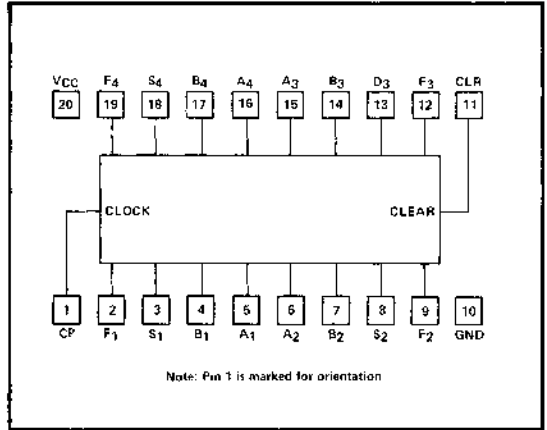 VCC F4 S4 B4 A4 A3 B3 D3 F3 CLR
20 19 18 17 16 15 14 13 12 11
CLOCK CLEAR
1 2 3 4 5 6 7 8 9 10
CP F1 S1 B1 A1 A2 B2 S2 F2 GND
Note: Pin 1 is marked for orientation